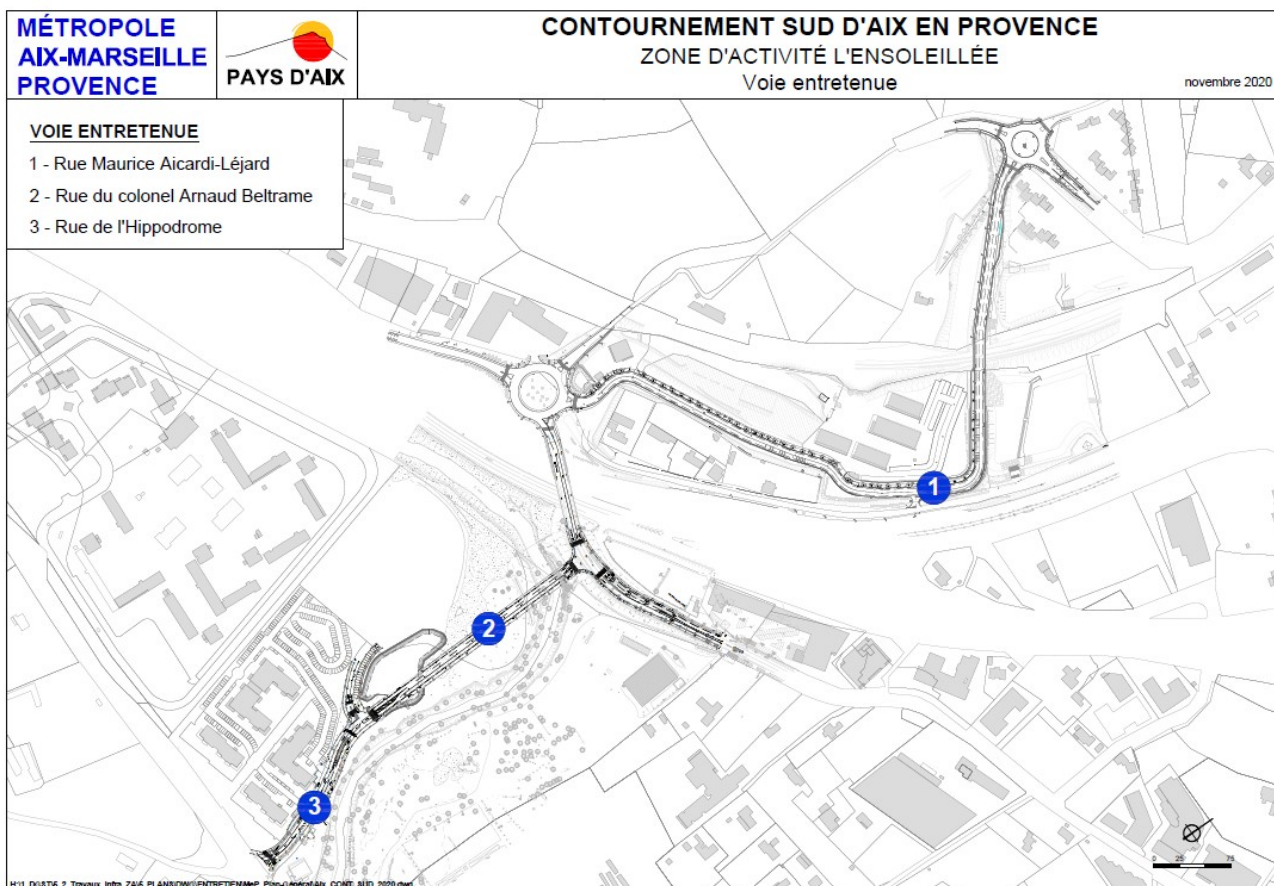 MÉTROPOLE
AIX-MARSEILLE
PROVENCE
PAYS D'AIX
CONTOURNEMENT SUD D'AIX EN PROVENCE
ZONE D'ACTIVITÉ L'ENSOLEILLÉE
Voie entretenue
novembre 2020
VOIE ENTRETENUE
1 - Rue Maurice Aicardi-Léjard
2 - Rue du colonel Arnaud Beltrame
3 - Rue de l'Hippodrome
1
2
3
0 25 75